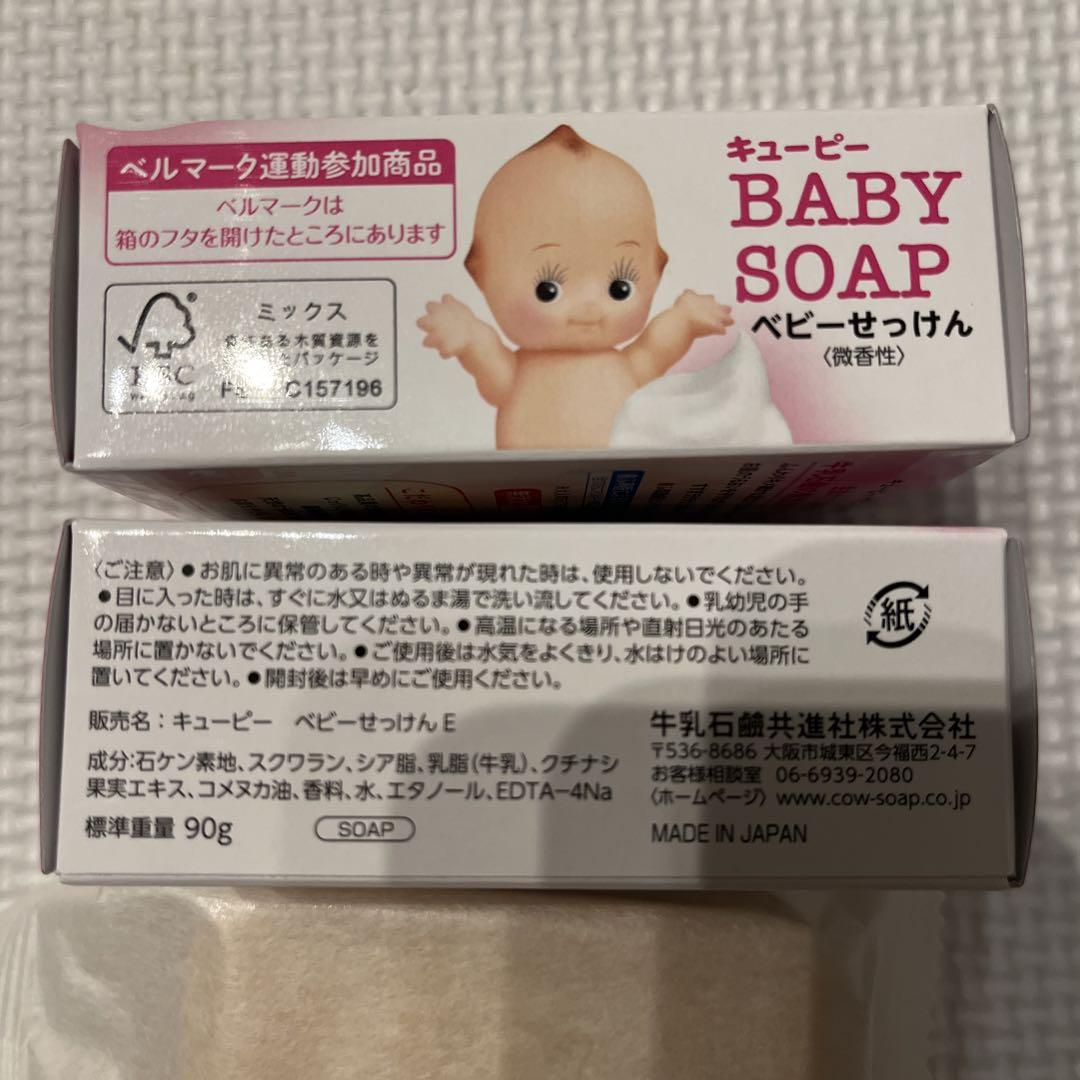 ベルマーク運動参加商品
ベルマークは
箱のフタを開けたところにあります
キューピー
BABY
SOAP
ベビーせっけん
〈微香性〉
ミックス
木質資源を
パッケージ
C157196
〈ご注意〉●お肌に異常のある時や異常が現れた時は、使用しないでください。
●目に入った時は、すぐに水又はぬるま湯で洗い流してください。●乳幼児の手
の届かないところに保管してください。●高温になる場所や直射日光のあたる
場所に置かないでください。●ご使用後は水気をよくきり、水はけのよい場所に
置いてください。●開封後は早めにご使用ください。
紙
販売名：キューピー ベビーせっけんE
成分:石ケン素地、スクワラン、シア脂、乳脂(牛乳)、クチナシ
果実エキス、コメヌカ油、香料、水、エタノール、EDTA-4Na
標準重量 90g
SOAP
牛乳石鹼共進社株式会社
〒536-8686 大阪市城東区今福西2-4-7
お客様相談室 06-6939-2080
〈ホームページ〉 www.cow-soap.co.jp
MADE IN JAPAN